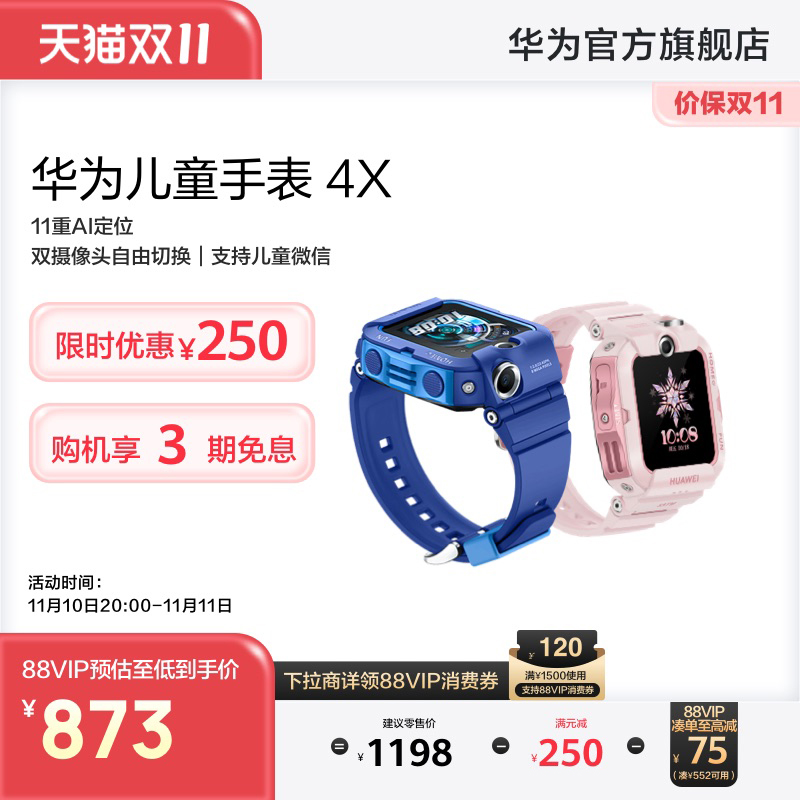 天猫双11
华为官方旗舰店
价保双11
华为儿童手表 4X
11重AI定位
双摄像头自由切换｜支持儿童微信
限时优惠¥250
购机享 3 期免息
10:08
10:08
HUAWEI
活动时间：
11月10日20:00-11月11日
88VIP预估至低到手价
¥873
下拉商详领88VIP消费券
¥120
满¥1500使用
支持88VIP消费券
=
建议零售价
¥1198
-
满元减
¥250
-
88VIP
凑单至高减
¥75
(凑¥552可用)